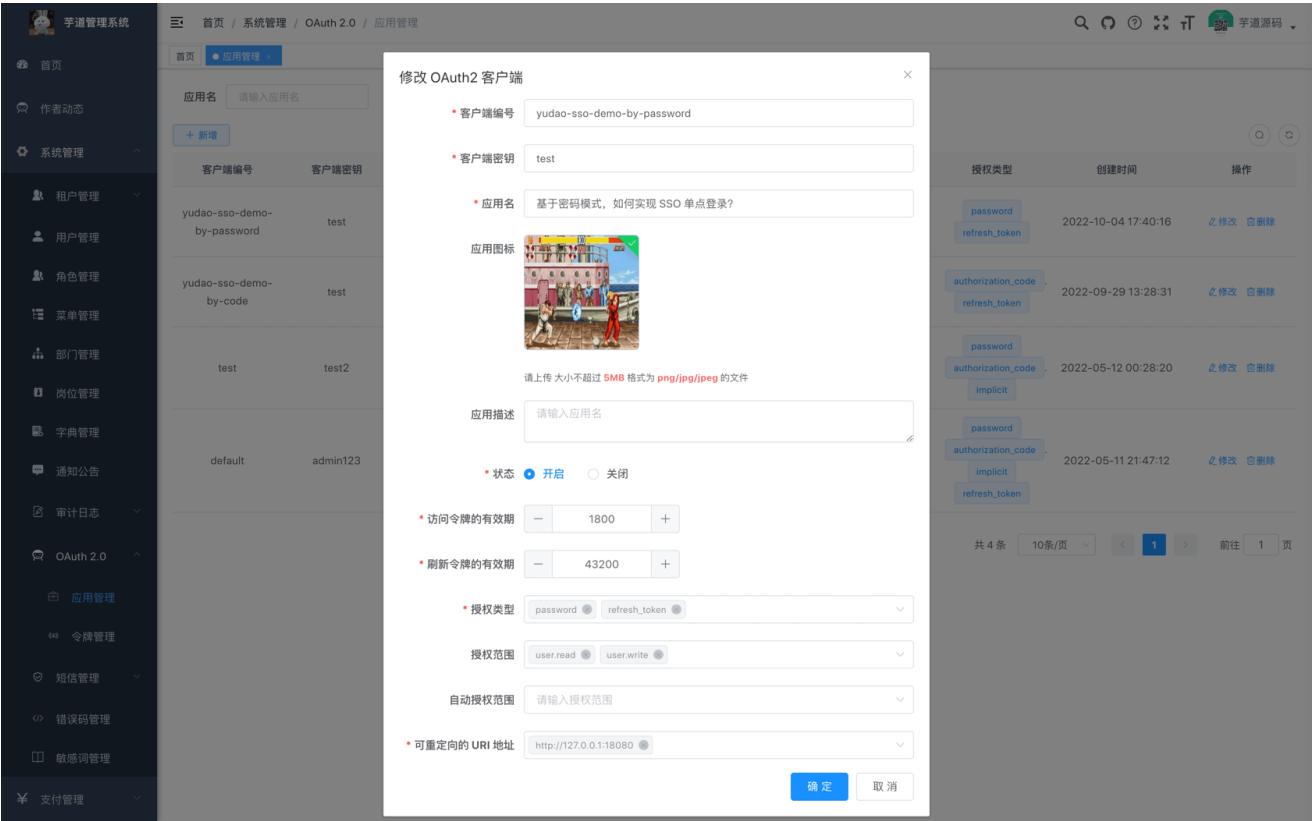 芋道管理系统
首页 / 系统管理 / OAuth 2.0 / 应用管理
芋道源码
首页
应用管理
首页
作者动态
系统管理
租户管理
用户管理
角色管理
菜单管理
部门管理
岗位管理
字典管理
通知公告
审计日志
OAuth 2.0
应用管理
令牌管理
短信管理
错误码管理
敏感词管理
支付管理
应用名 请输入应用名
+ 新增
客户端编号 客户端密钥 授权类型 创建时间 操作
yudao-sso-demo-
by-password
test
password
refresh_token
2022-10-04 17:40:16
修改 删除
yudao-sso-demo-
by-code
test
authorization_code
refresh_token
2022-09-29 13:28:31
修改 删除
test
test2
password
authorization_code
implicit
2022-05-12 00:28:20
修改 删除
default
admin123
password
authorization_code
implicit
refresh_token
2022-05-11 21:47:12
修改 删除
共 4 条 10条/页 1 前往 1 页
修改 OAuth2 客户端
* 客户端编号 yudao-sso-demo-by-password
* 客户端密钥 test
* 应用名 基于密码模式，如何实现 SSO 单点登录?
应用图标
请上传 大小不超过 5MB 格式为 png/jpg/jpeg 的文件
应用描述 请输入应用名
* 状态 开启 关闭
* 访问令牌的有效期 1800
* 刷新令牌的有效期 43200
* 授权类型 password refresh_token
授权范围 user.read user.write
自动授权范围 请输入授权范围
* 可重定向的 URI 地址 http://127.0.0.1:18080
确 定 取 消